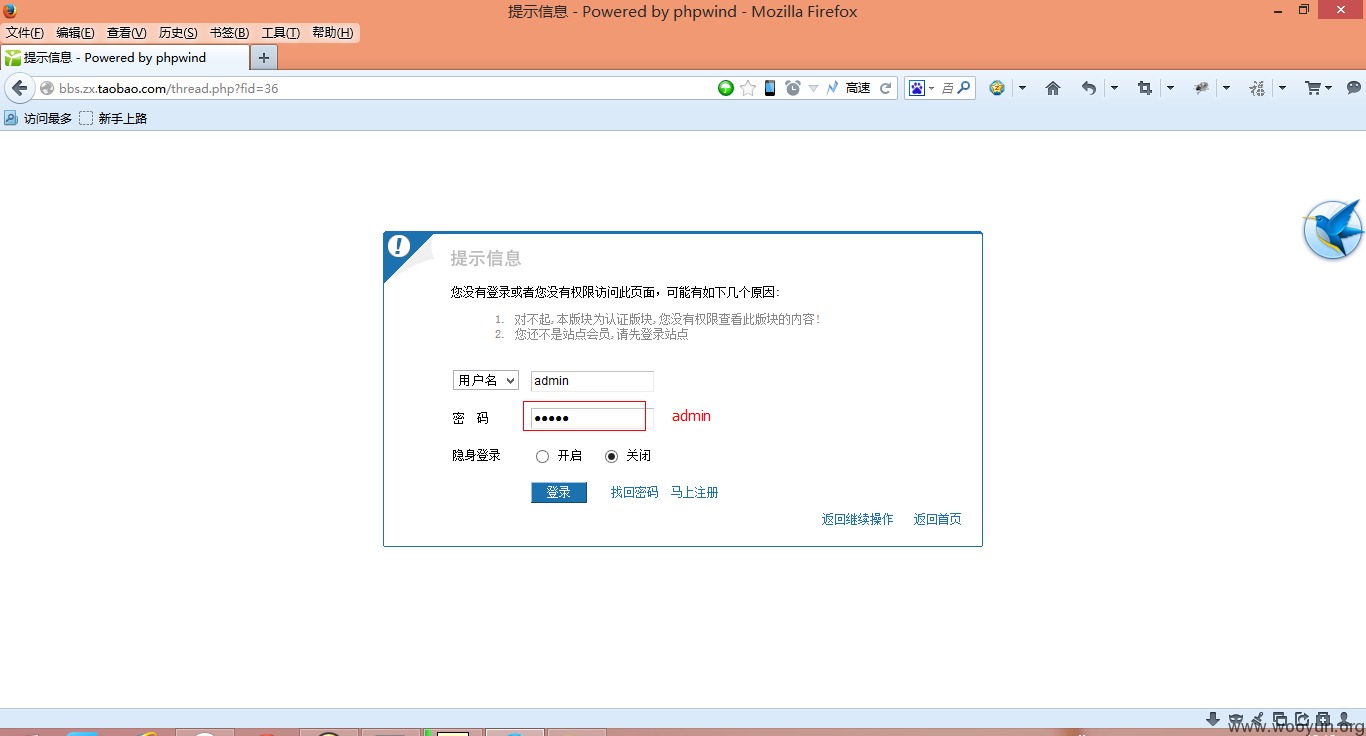 提示信息 - Powered by phpwind - Mozilla Firefox
文件(F) 编辑(E) 查看(V) 历史(S) 书签(B) 工具(T) 帮助(H)
提示信息 - Powered by phpwind
bbs.zx.taobao.com/thread.php?fid=36 高速 百
访问最多 新手上路
提示信息
您没有登录或者您没有权限访问此页面，可能有如下几个原因：
1. 对不起,本版块为认证版块,您没有权限查看此版块的内容!
2. 您还不是站点会员,请先登录站点
用户名 admin
密 码 ●●●●● admin
隐身登录 开启 关闭
登录 找回密码 马上注册
返回继续操作 返回首页
www.wooyun.org